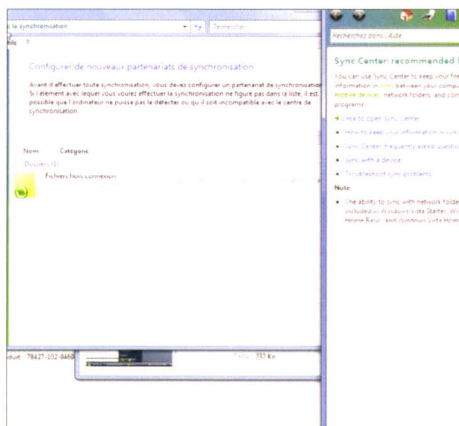 la synchronisation
Rechercher
?
Configurer de nouveaux partenariats de synchronisation
Avant d'effectuer toute synchronisation, vous devez configurer un partenariat de synchronisation
Si l'élément avec lequel vous voulez effectuer la synchronisation ne figure pas dans la liste, il est
possible que l'ordinateur ne puisse pas le détecter ou qu'il soit incompatible avec le centre de
synchronisation.
Nom Catégorie
Dossiers (1)
Fichiers hors connexion
Recherchez dans l'Aide
Sync Center: recommended
You can use Sync Center to keep your
information in sync between your
mobile devices, network folders, and
programs.
Click to open Sync Center.
How to keep your information in sync
Sync Center: frequently asked
Sync with a device
Troubleshoot sync problems
Note
The ability to sync with network
included in Windows Vista Starter,
Home Basic, and Windows Vista Home
732 Ko